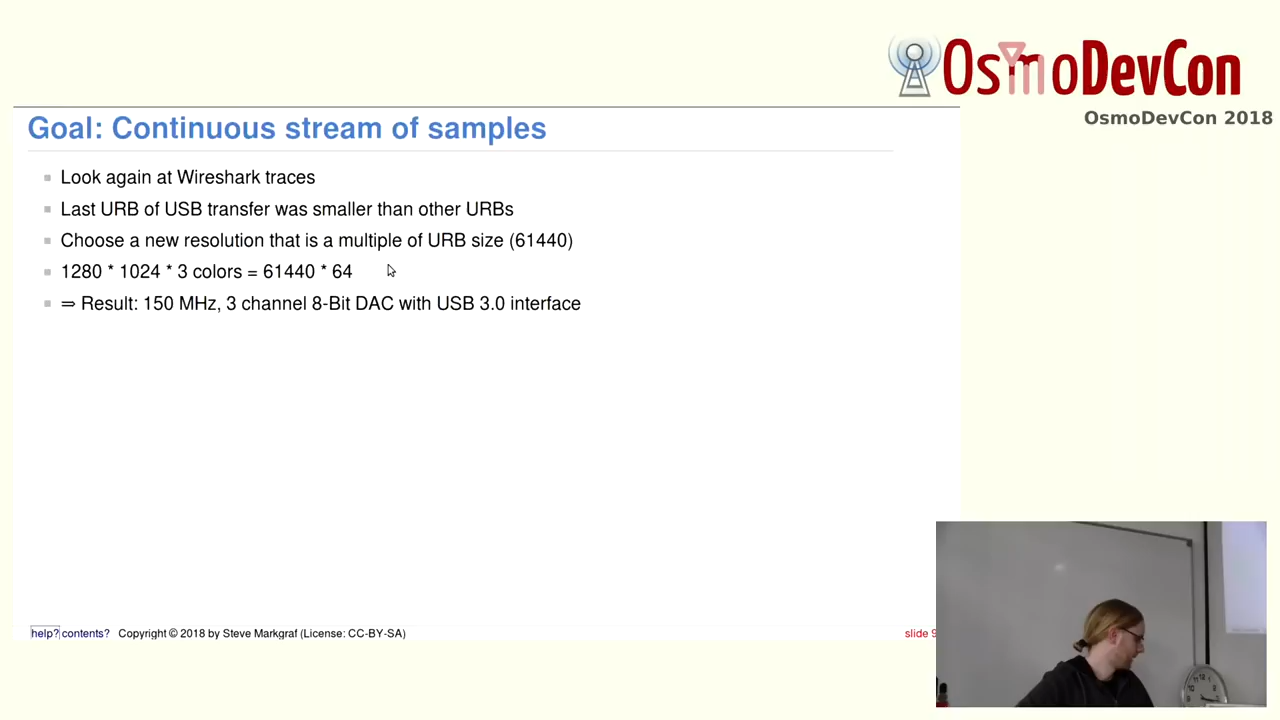 OsmoDevCon
OsmoDevCon 2018
Goal: Continuous stream of samples
Look again at Wireshark traces
Last URB of USB transfer was smaller than other URBs
Choose a new resolution that is a multiple of URB size (61440)
1280 * 1024 * 3 colors = 61440 * 64
⇒ Result: 150 MHz, 3 channel 8-Bit DAC with USB 3.0 interface
help? contents? Copyright © 2018 by Steve Markgraf (License: CC-BY-SA)
slide 9